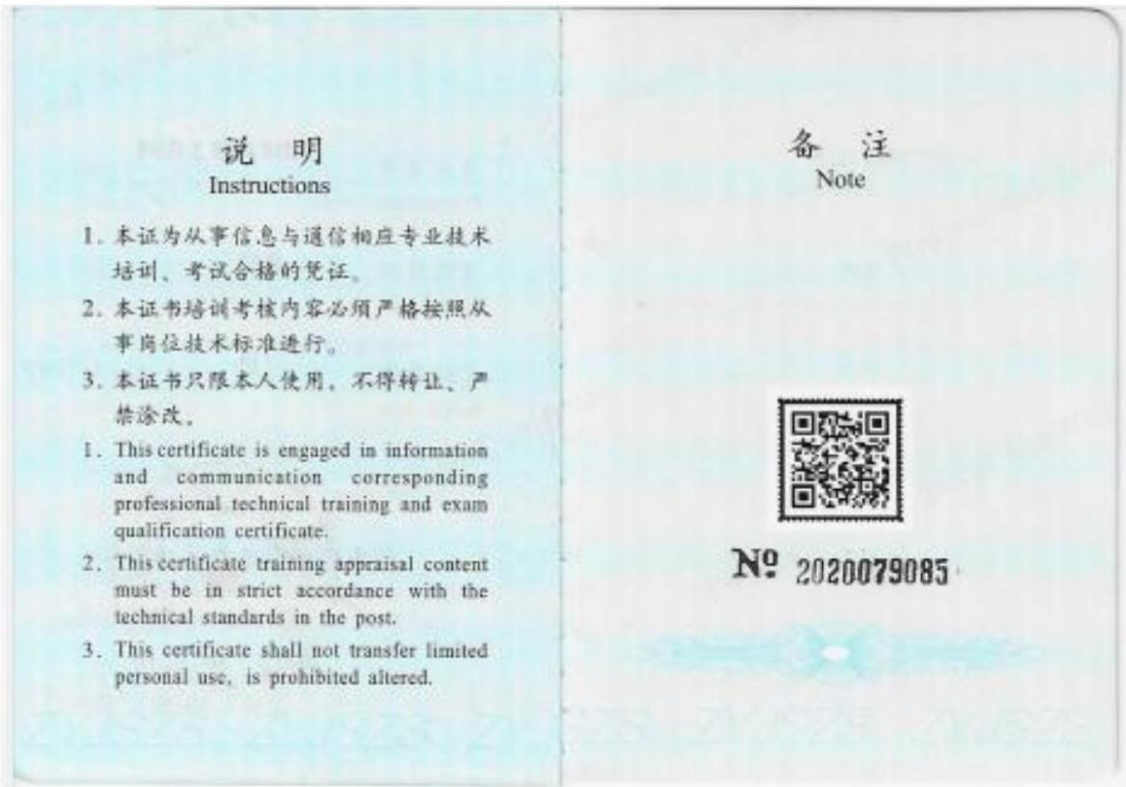 说 明
Instructions
1. 本证为从事信息与通信相应专业技术
培训、考试合格的凭证。
2. 本证书培训考核内容必须严格按照从
事岗位技术标准进行。
3. 本证书只限本人使用，不得转让、严
禁涂改。
1. This certificate is engaged in information
and communication corresponding
professional technical training and exam
qualification certificate.
2. This certificate training appraisal content
must be in strict accordance with the
technical standards in the post.
3. This certificate shall not transfer limited
personal use, is prohibited altered.
备 注
Note
№ 2020079085
ZYJSZS ZYJSZS ZYJSZS ZYJSZS ZYJSZS